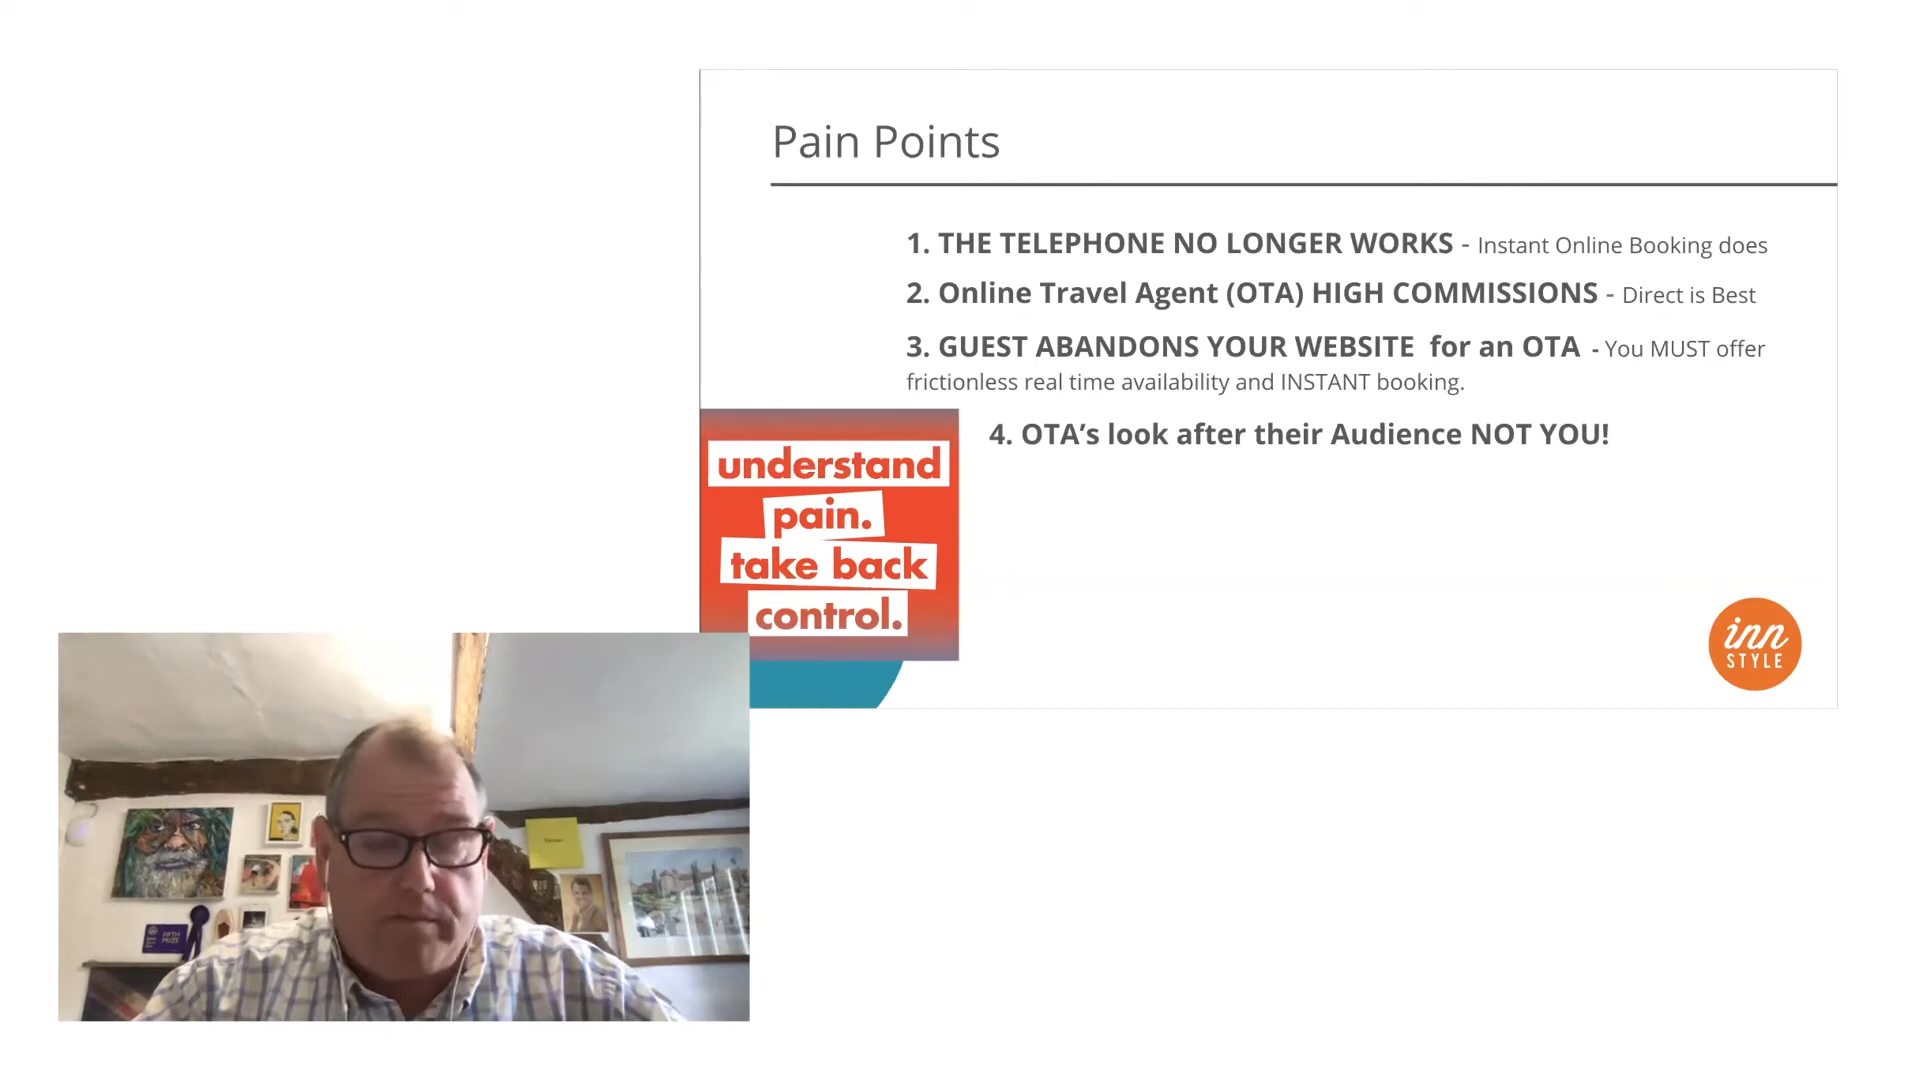 Pain Points
1. THE TELEPHONE NO LONGER WORKS - Instant Online Booking does
2. Online Travel Agent (OTA) HIGH COMMISSIONS - Direct is Best
3. GUEST ABANDONS YOUR WEBSITE for an OTA - You MUST offer
frictionless real time availability and INSTANT booking.
4. OTA's look after their Audience NOT YOU!
understand
pain.
take back
control.
inn
STYLE
FIFTH
PRIZE